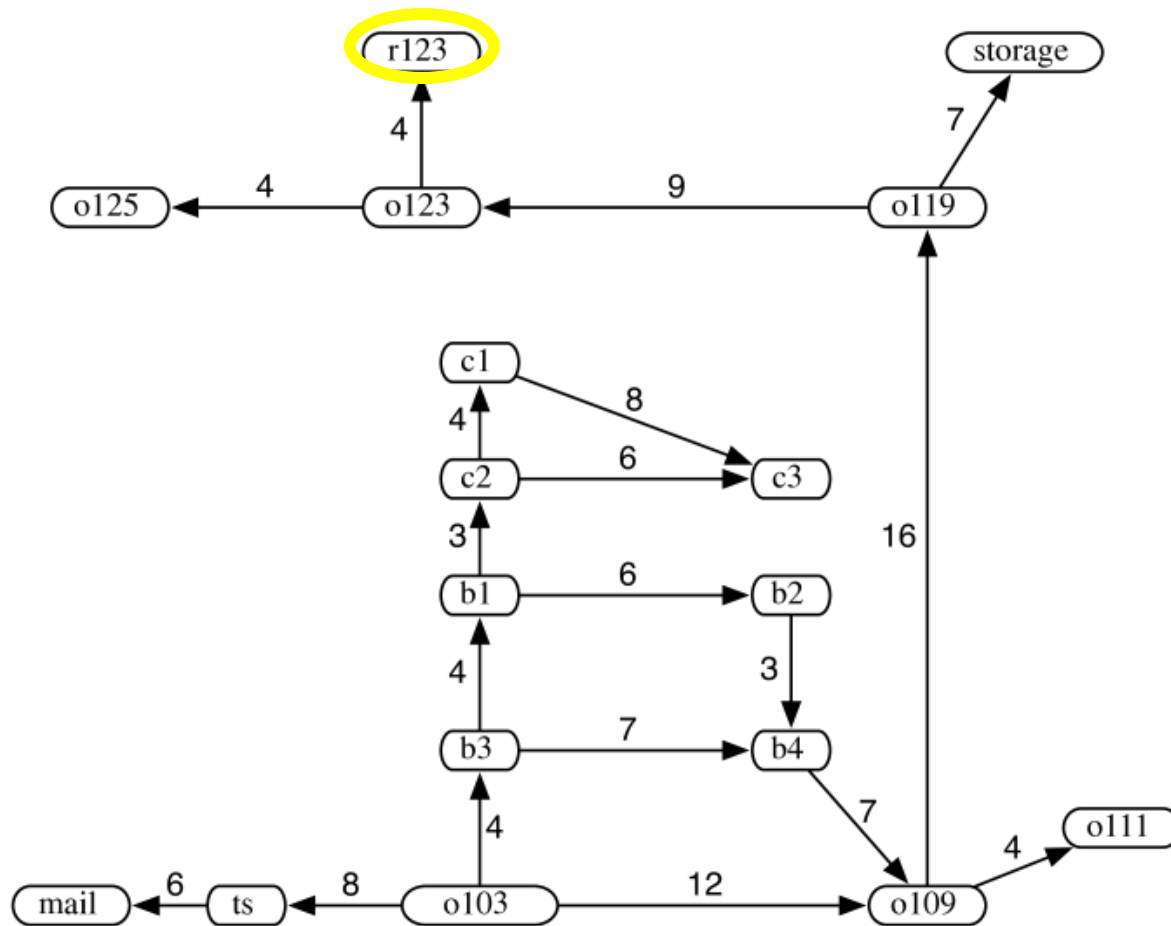 r123 storage
4 7
o125 4 o123 9 o119
c1
4 8
c2 6 c3
3 16
b1 6 b2
4 3
b3 7 b4
4 7 4 o111
mail 6 ts 8 o103 12 o109